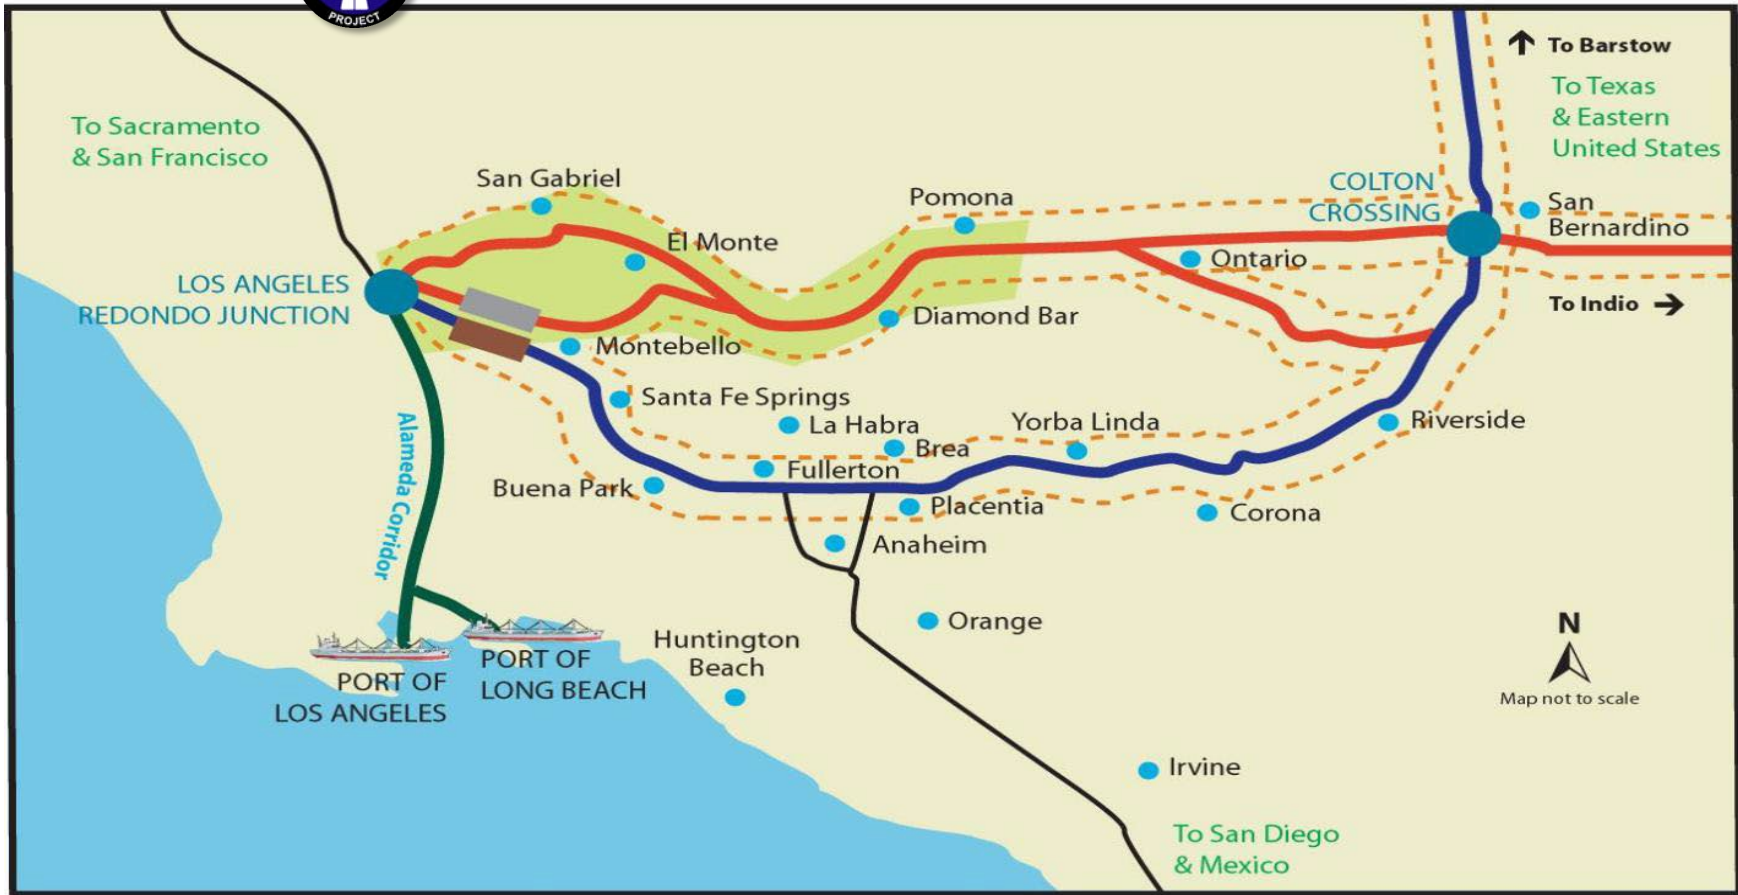 PROJECT
To Barstow
To Texas
& Eastern
United States
To Sacramento
& San Francisco
San Gabriel
Pomona
COLTON
CROSSING
San
Bernardino
El Monte
Ontario
LOS ANGELES
REDONDO JUNCTION
To Indio
Diamond Bar
Montebello
Santa Fe Springs
La Habra
Yorba Linda
Riverside
Brea
Fullerton
Buena Park
Placentia
Corona
Alameda Corridor
Anaheim
Orange
Huntington
Beach
N
Map not to scale
PORT OF
LONG BEACH
PORT OF
LOS ANGELES
Irvine
To San Diego
& Mexico